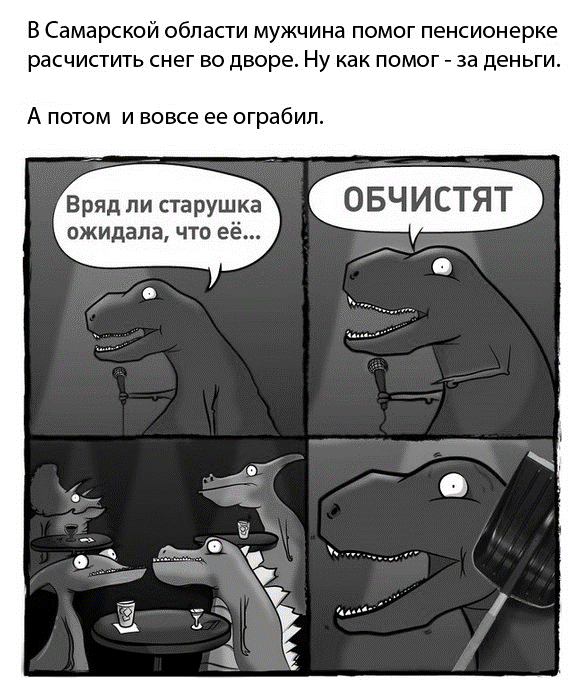 В Самарской области мужчина помог пенсионерке
расчистить снег во дворе. Ну как помог - за деньги.
А потом и вовсе ее ограбил.
Вряд ли старушка
ожидала, что её...
ОБЧИСТЯТ